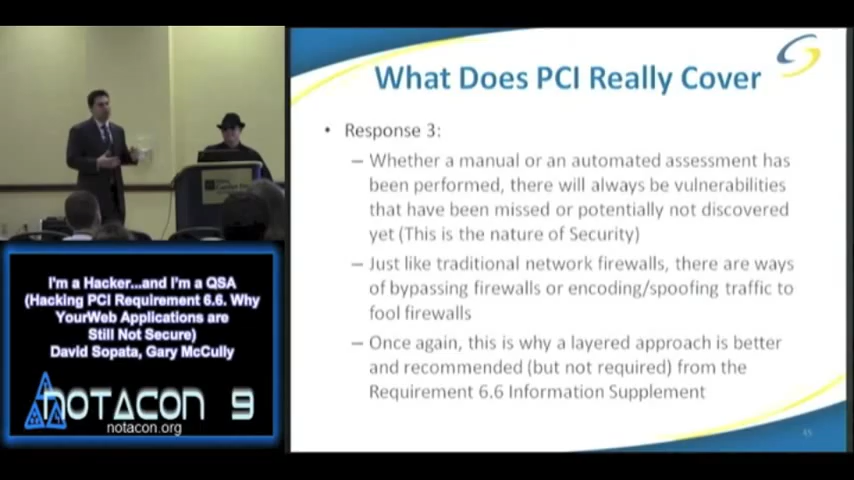 What Does PCI Really Cover
• Response 3:
– Whether a manual or an automated assessment has
been performed, there will always be vulnerabilities
that have been missed or potentially not discovered
yet (This is the nature of Security)
– Just like traditional network firewalls, there are ways
of bypassing firewalls or encoding/spoofing traffic to
fool firewalls
– Once again, this is why a layered approach is better
and recommended (but not required) from the
Requirement 6.6 Information Supplement
45
I'm a Hacker...and I'm a QSA
(Hacking PCI Requirement 6.6. Why
YourWeb Applications are
Still Not Secure)
David Sopata, Gary McCully
NOTACON 9
notacon.org